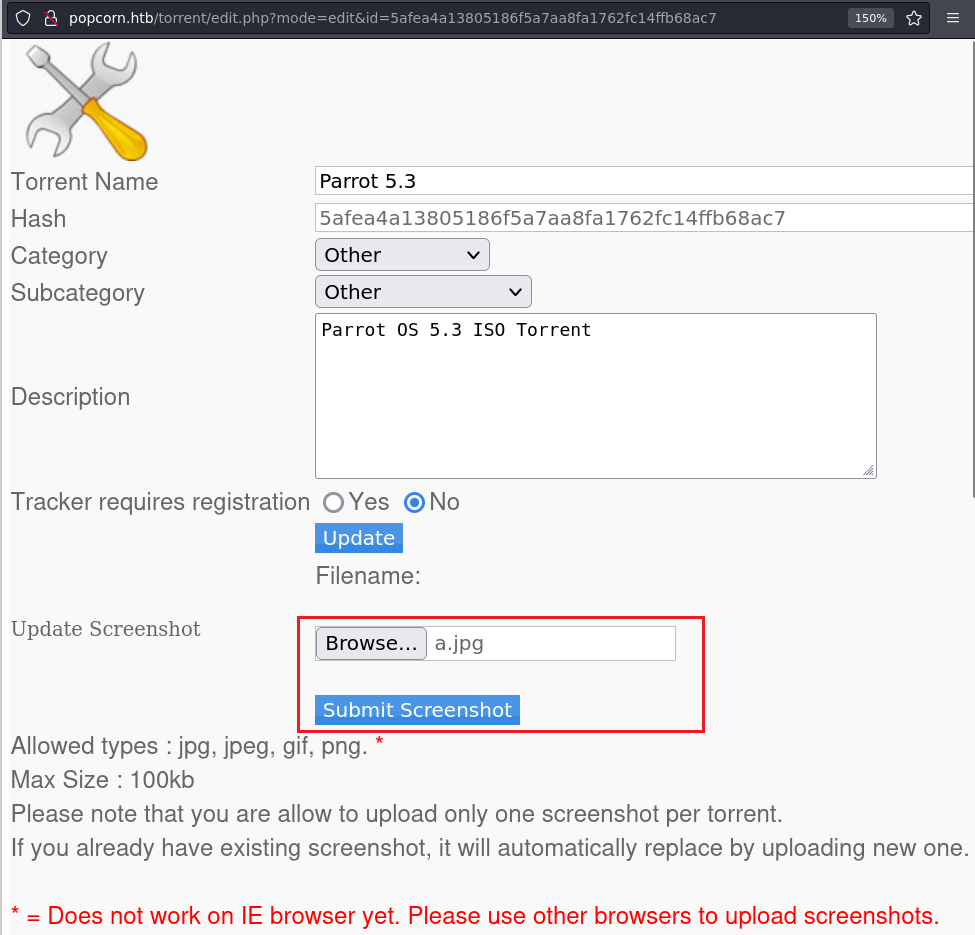 popcorn.htb/torrent/edit.php?mode=edit&id=5afea4a13805186f5a7aa8fa1762fc14ffb68ac7 150%
Torrent Name Parrot 5.3
Hash 5afea4a13805186f5a7aa8fa1762fc14ffb68ac7
Category Other
Subcategory Other
Parrot OS 5.3 ISO Torrent
Description
Tracker requires registration Yes No
Update
Filename:
Update Screenshot
Browse... a.jpg
Submit Screenshot
Allowed types : jpg, jpeg, gif, png. *
Max Size : 100kb
Please note that you are allow to upload only one screenshot per torrent.
If you already have existing screenshot, it will automatically replace by uploading new one.
* = Does not work on IE browser yet. Please use other browsers to upload screenshots.